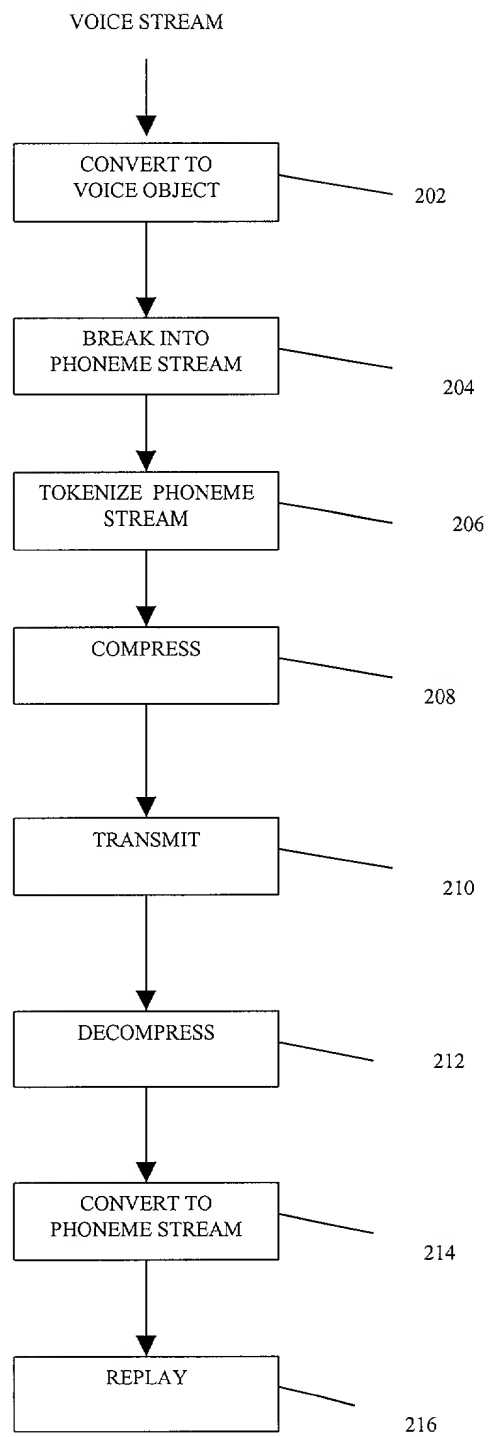 VOICE STREAM
CONVERT TO
VOICE OBJECT
202
BREAK INTO
PHONEME STREAM
204
TOKENIZE PHONEME
STREAM
206
COMPRESS
208
TRANSMIT
210
DECOMPRESS
212
CONVERT TO
PHONEME STREAM
214
REPLAY
216